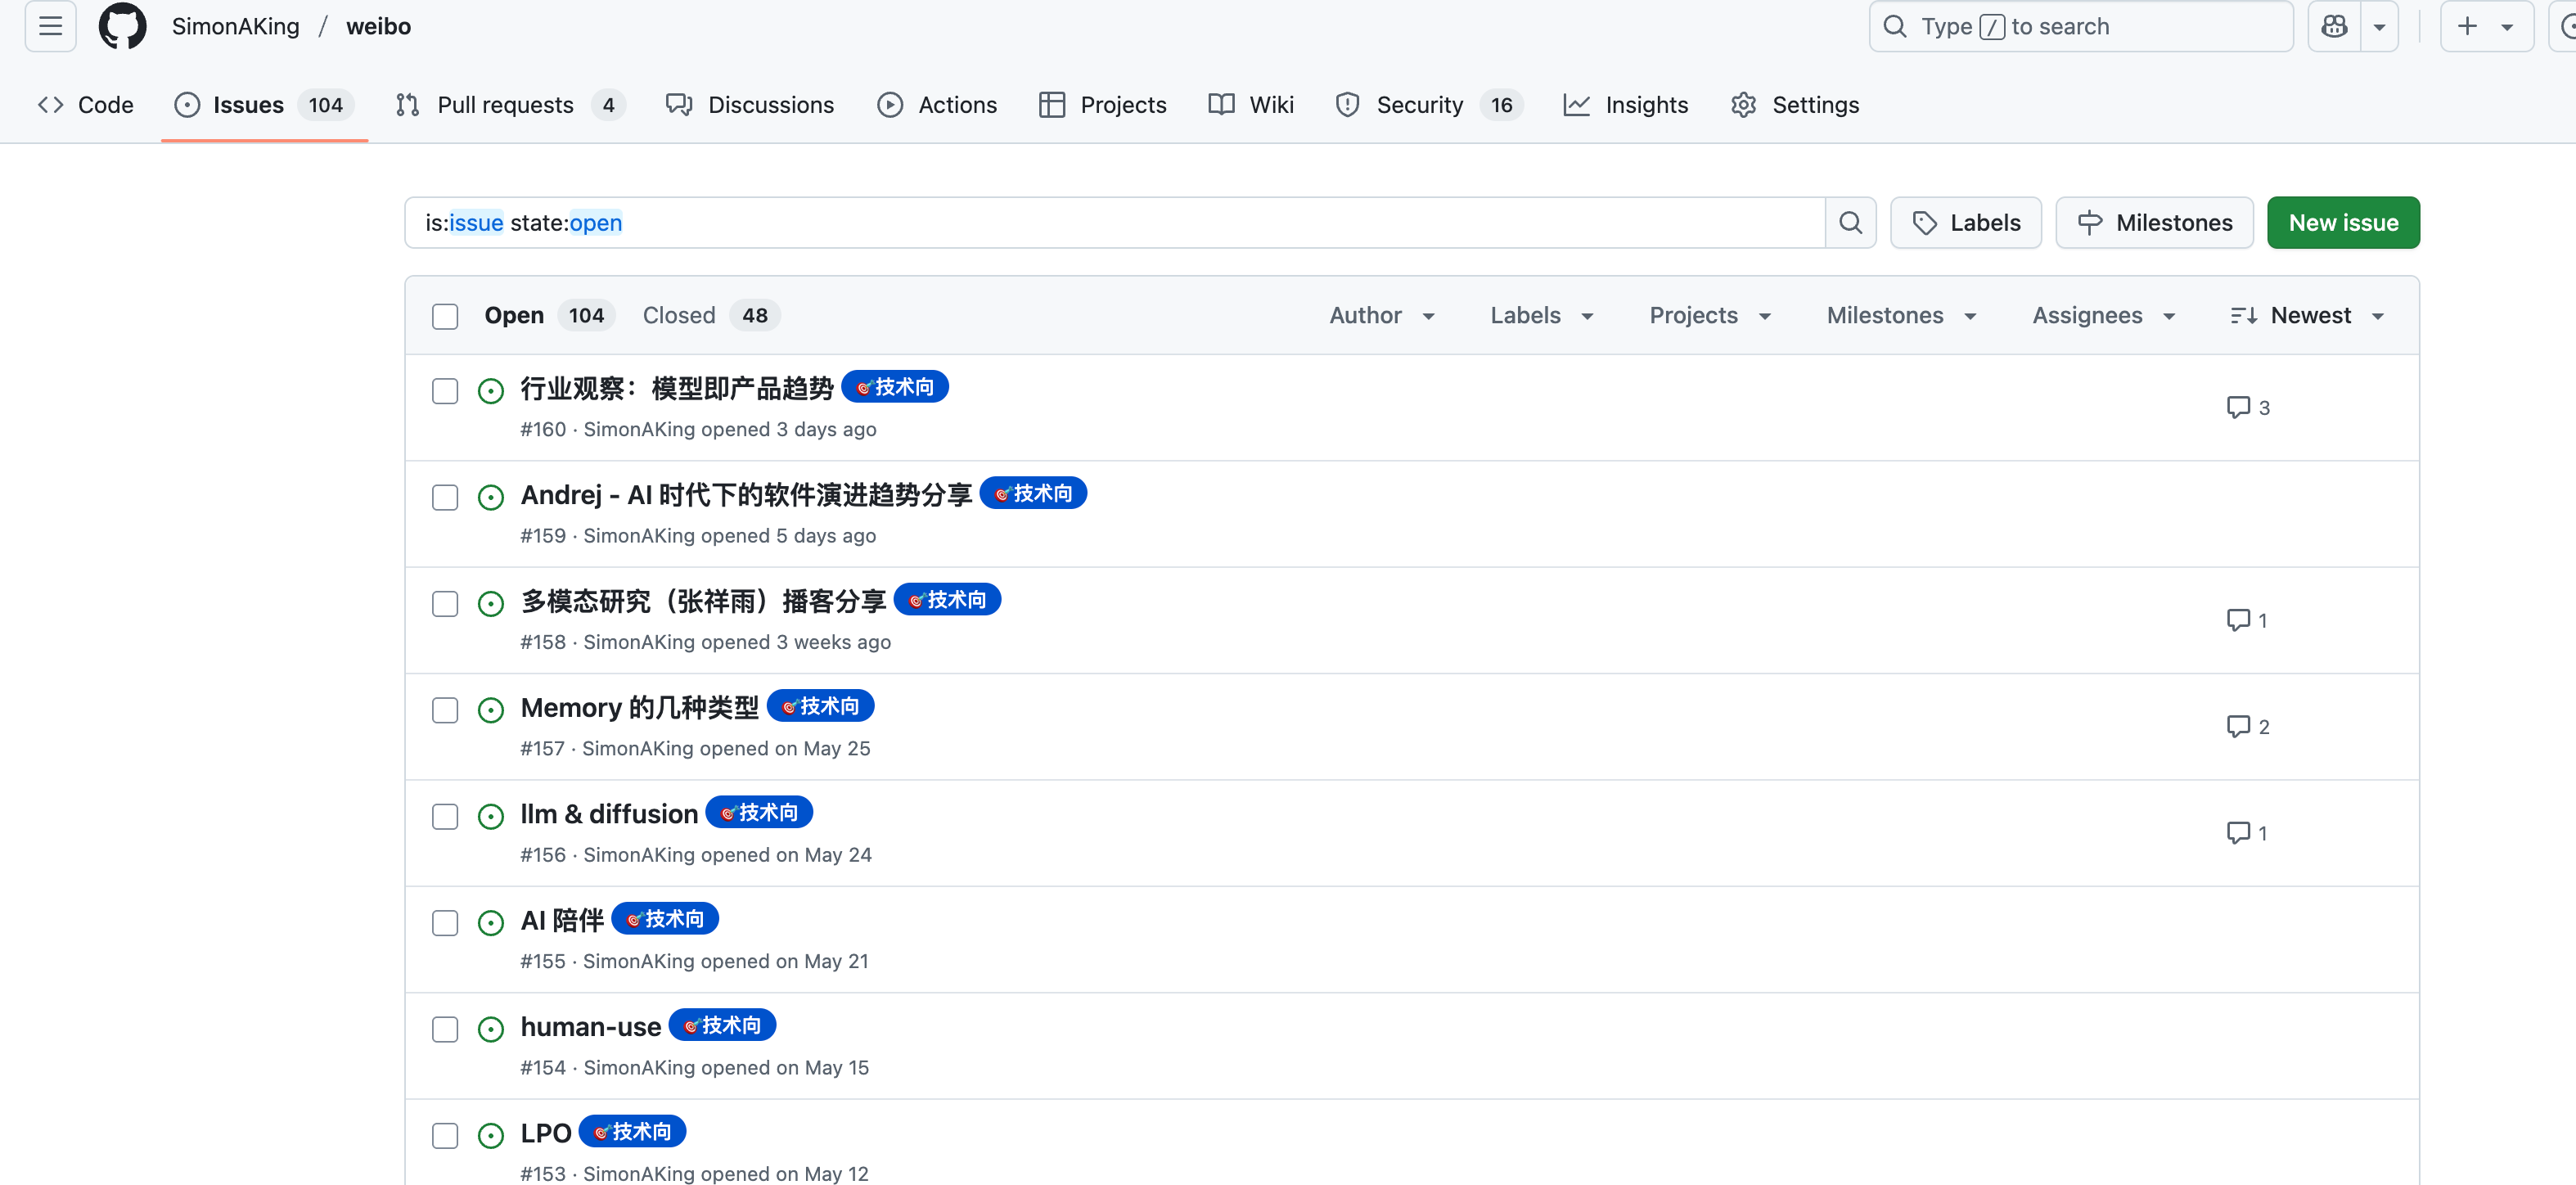 SimonAKing / weibo
Type / to search
Code Issues 104 Pull requests 4 Discussions Actions Projects Wiki Security 16 Insights Settings
is:issue state:open
Labels Milestones New issue
Open 104 Closed 48 Author Labels Projects Milestones Assignees Newest
行业观察：模型即产品趋势 🎯技术向
3
#160 · SimonAKing opened 3 days ago
Andrej - AI 时代下的软件演进趋势分享 🎯技术向
#159 · SimonAKing opened 5 days ago
多模态研究（张祥雨）播客分享 🎯技术向
1
#158 · SimonAKing opened 3 weeks ago
Memory 的几种类型 🎯技术向
2
#157 · SimonAKing opened on May 25
llm & diffusion 🎯技术向
1
#156 · SimonAKing opened on May 24
AI 陪伴 🎯技术向
#155 · SimonAKing opened on May 21
human-use 🎯技术向
#154 · SimonAKing opened on May 15
LPO 🎯技术向
#153 · SimonAKing opened on May 12